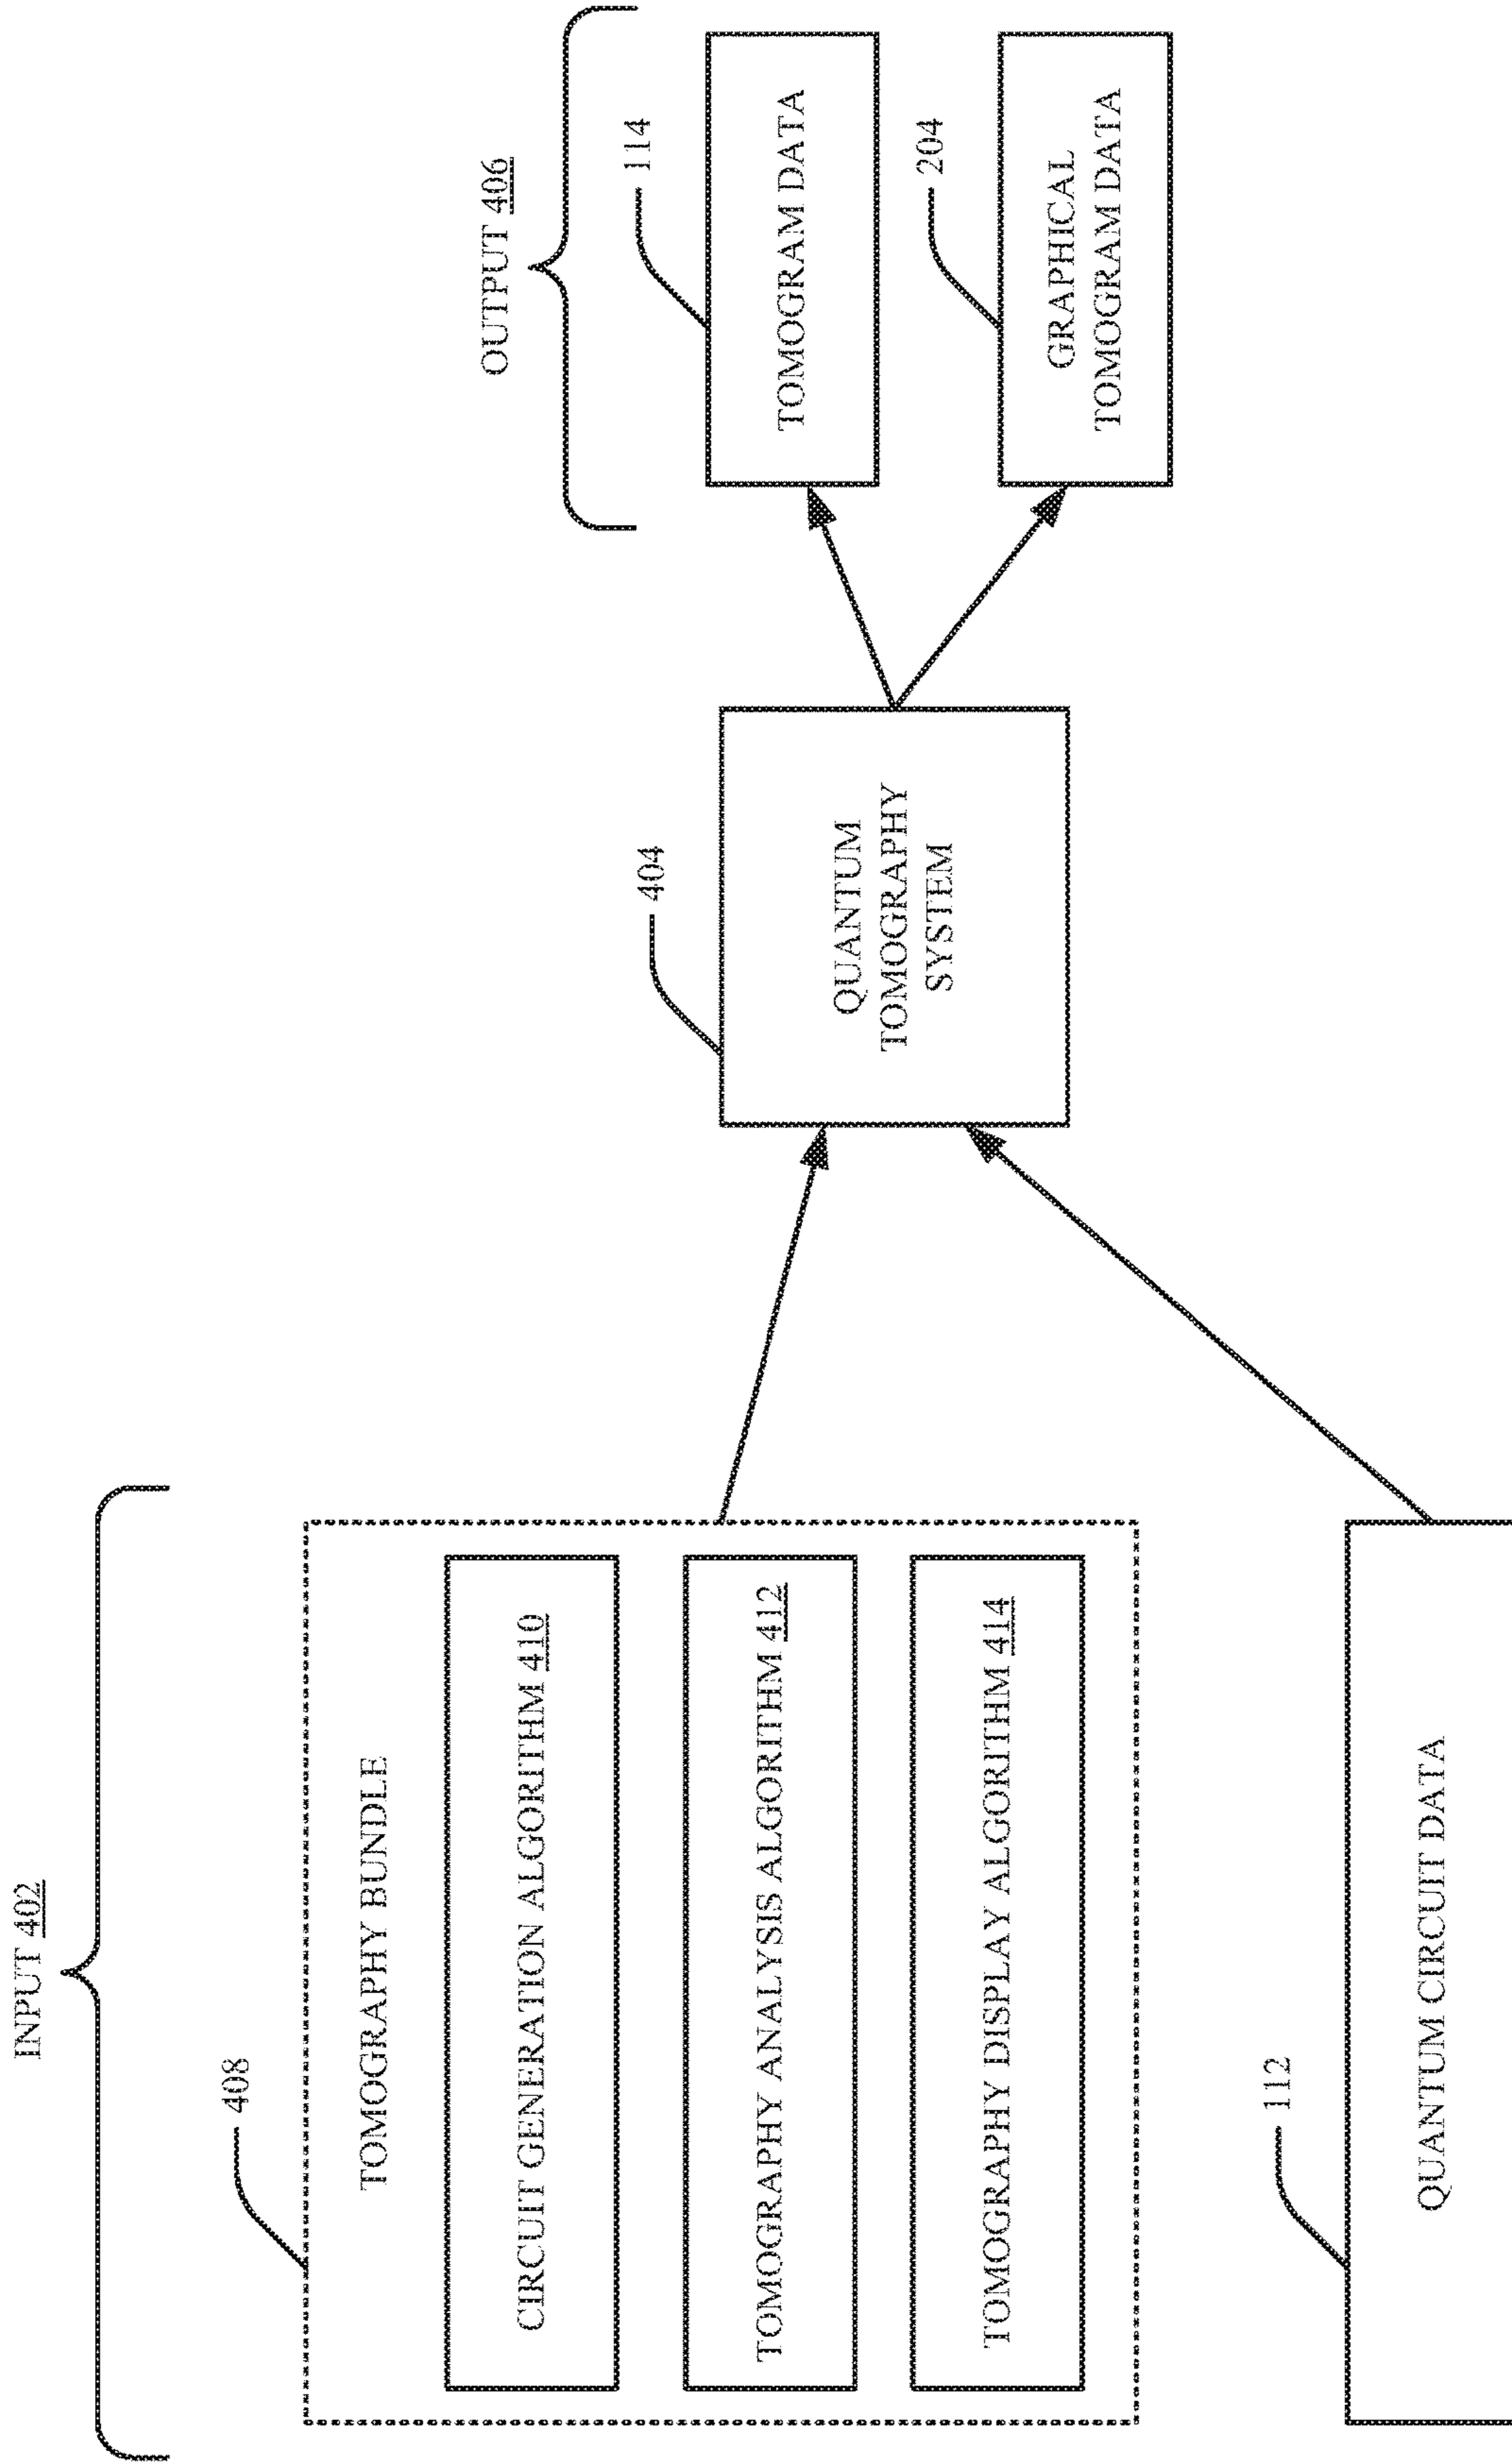 INPUT 402
408
TOMOGRAPHY BUNDLE
CIRCUIT GENERATION ALGORITHM 410
TOMOGRAPHY ANALYSIS ALGORITHM 412
TOMOGRAPHY DISPLAY ALGORITHM 414
112
QUANTUM CIRCUIT DATA
404
QUANTUM
TOMOGRAPHY
SYSTEM
OUTPUT 406
114
TOMOGRAM DATA
204
GRAPHICAL
TOMOGRAM DATA